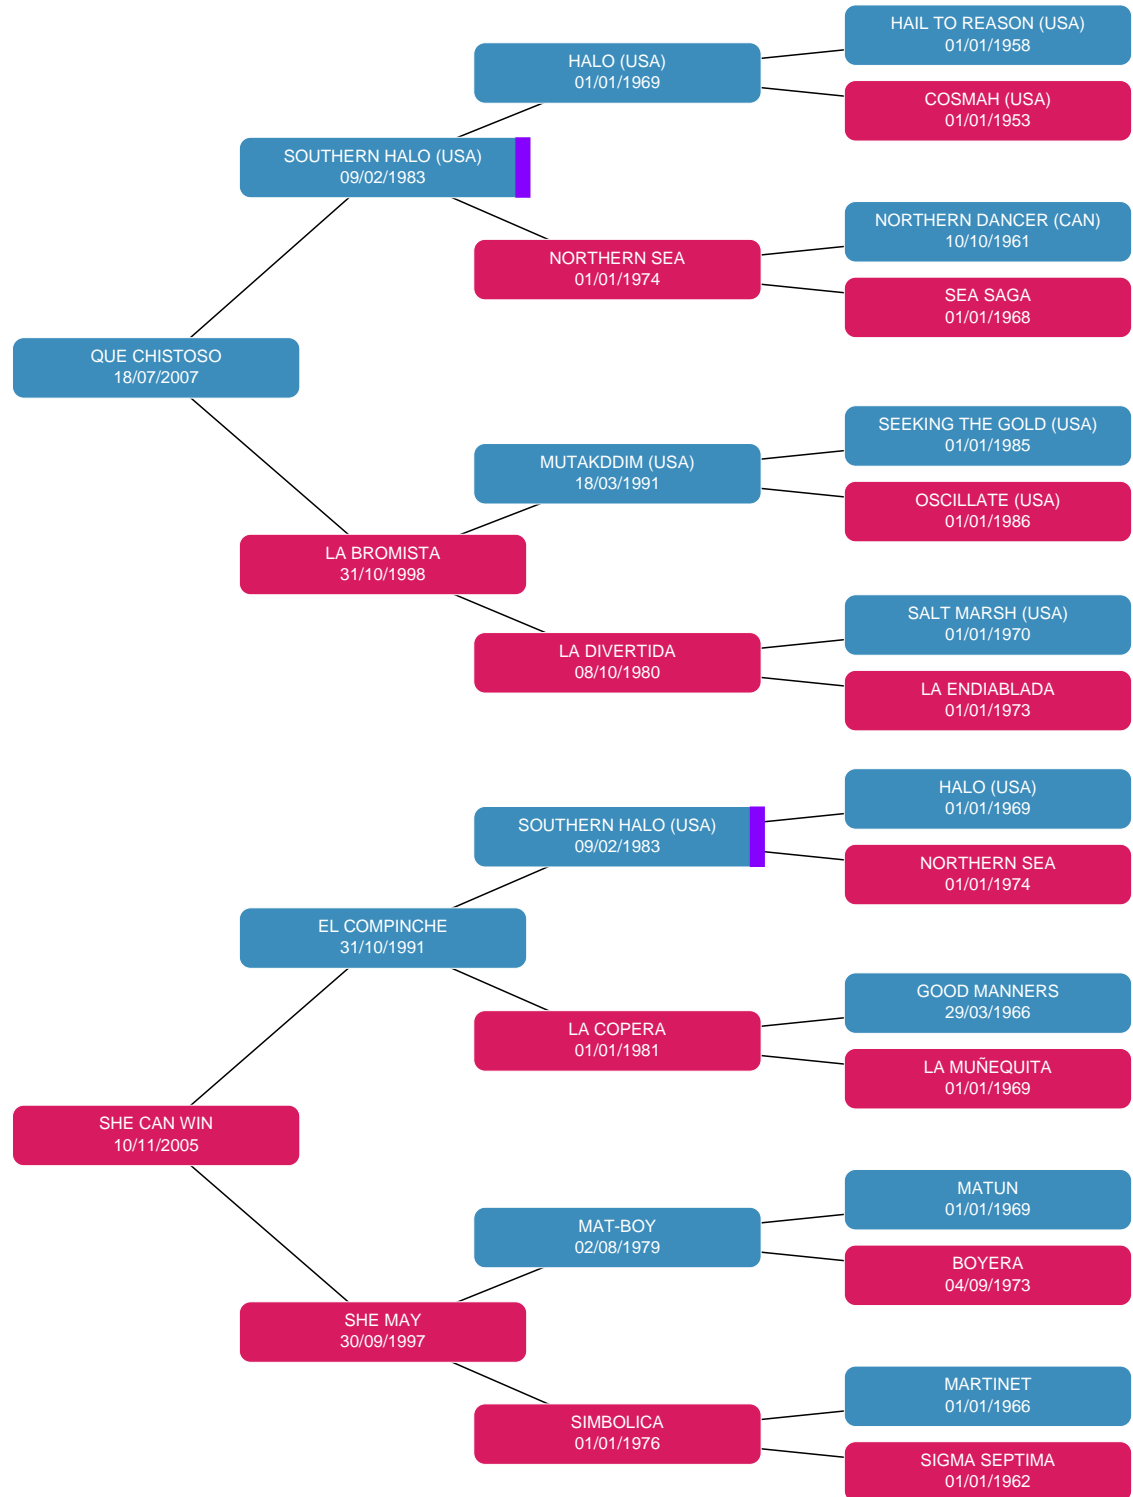 HAIL TO REASON (USA)
01/01/1958
HALO (USA)
01/01/1969
COSMAH (USA)
01/01/1953
SOUTHERN HALO (USA)
09/02/1983
NORTHERN DANCER (CAN)
10/10/1961
NORTHERN SEA
01/01/1974
SEA SAGA
01/01/1968
QUE CHISTOSO
18/07/2007
SEEKING THE GOLD (USA)
01/01/1985
MUTAKDDIM (USA)
18/03/1991
OSCILLATE (USA)
01/01/1986
LA BROMISTA
31/10/1998
SALT MARSH (USA)
01/01/1970
LA DIVERTIDA
08/10/1980
LA ENDIABLADA
01/01/1973
HALO (USA)
01/01/1969
SOUTHERN HALO (USA)
09/02/1983
NORTHERN SEA
01/01/1974
EL COMPINCHE
31/10/1991
GOOD MANNERS
29/03/1966
LA COPERA
01/01/1981
LA MUÑEQUITA
01/01/1969
SHE CAN WIN
10/11/2005
MATUN
01/01/1969
MAT-BOY
02/08/1979
BOYERA
04/09/1973
SHE MAY
30/09/1997
MARTINET
01/01/1966
SIMBOLICA
01/01/1976
SIGMA SEPTIMA
01/01/1962